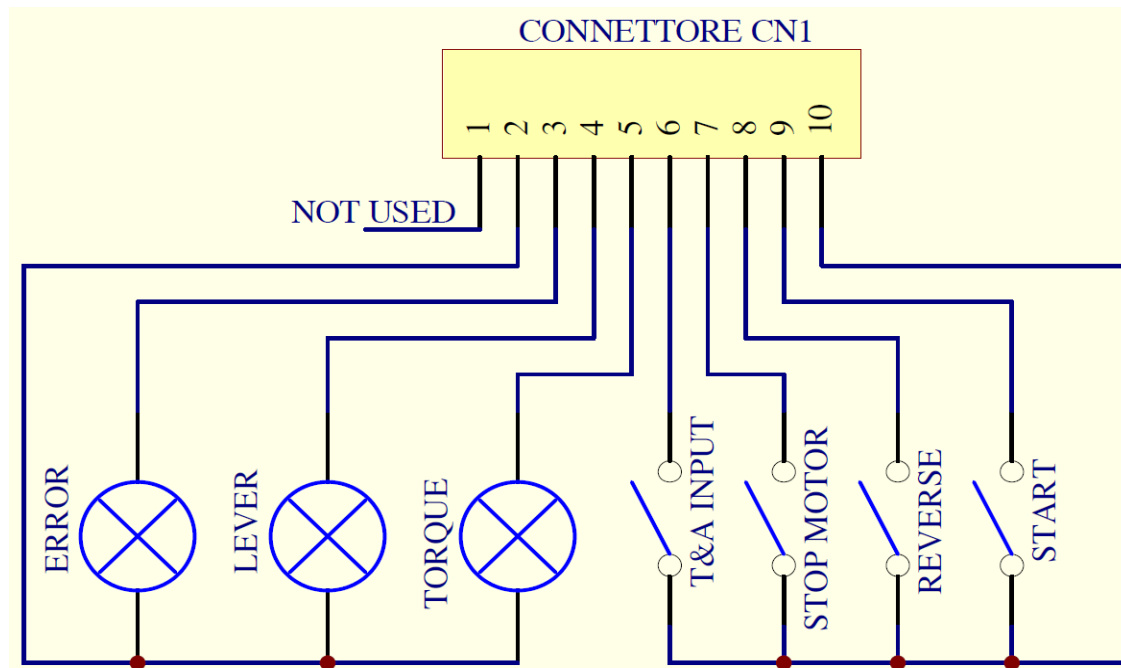 CONNETTORE CN1
1 2 3 4 5 6 7 8 9 10
NOT USED
ERROR
LEVER
TORQUE
T&A INPUT
STOP MOTOR
REVERSE
START